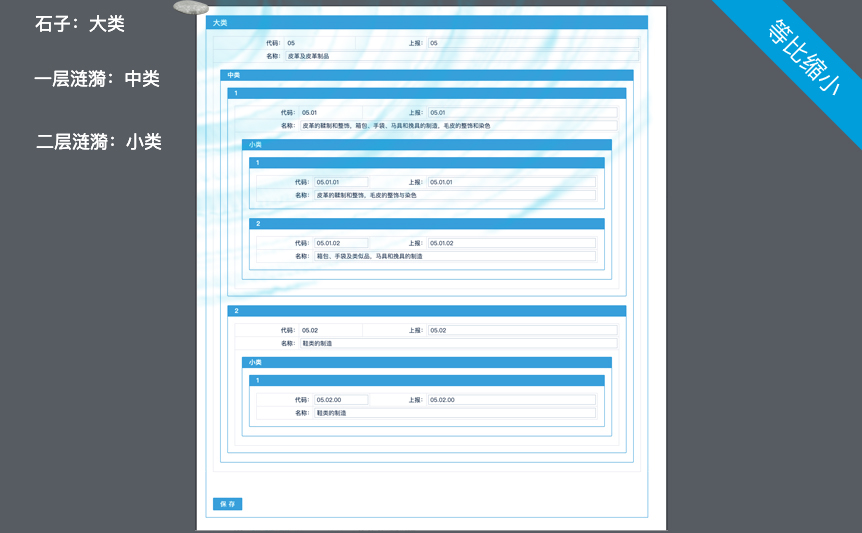 石子：大类
一层涟漪：中类
二层涟漪：小类
等比缩小
大类
代码： 05 上报： 05
名称： 皮革及皮革制品
中类
1
代码： 05.01 上报： 05.01
名称： 皮革的鞣制和整饰、箱包、手袋、马具和挽具的制造、毛皮的整饰和染色
小类
1
代码： 05.01.01 上报： 05.01.01
名称： 皮革的鞣制和整饰、毛皮的整饰与染色
2
代码： 05.01.02 上报： 05.01.02
名称： 箱包、手袋及类似品、马具和挽具的制造
2
代码： 05.02 上报： 05.02
名称： 鞋类的制造
小类
1
代码： 05.02.00 上报： 05.02.00
名称： 鞋类的制造
保存